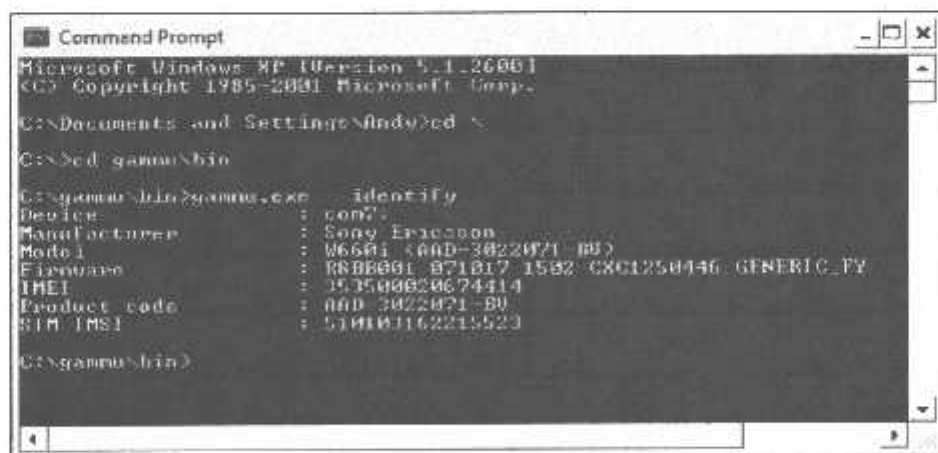 Command Prompt
Microsoft Windows XP [Version 5.1.2600]
(C) Copyright 1985-2001 Microsoft Corp.
C:\Documents and Settings\Andy>cd \
C:\>cd gammu\bin
C:\gammu\bin>gammu.exe --identify
Device : com7:
Manufacturer : Sony Ericsson
Model : W660i (AAD-3022071-BV)
Firmware : R8BB001 071017 1502 CXC1250446 GENERIC_FY
IMEI : 353500020674414
Product code : AAD-3022071-BV
SIM IMSI : 510103162215523
C:\gammu\bin>